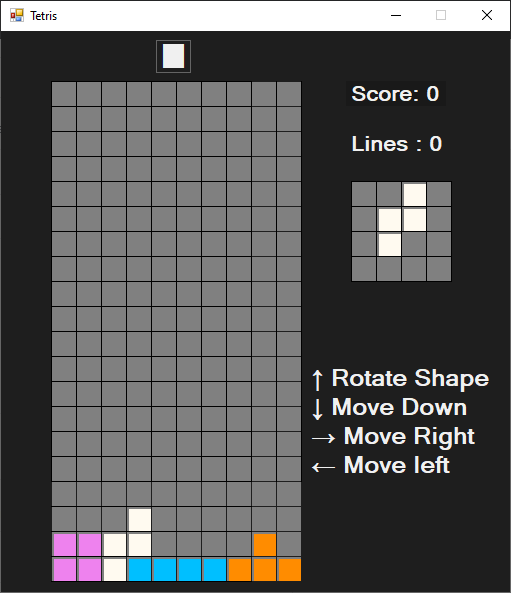 Tetris
Score: 0
Lines : 0
↑ Rotate Shape
↓ Move Down
→ Move Right
← Move left